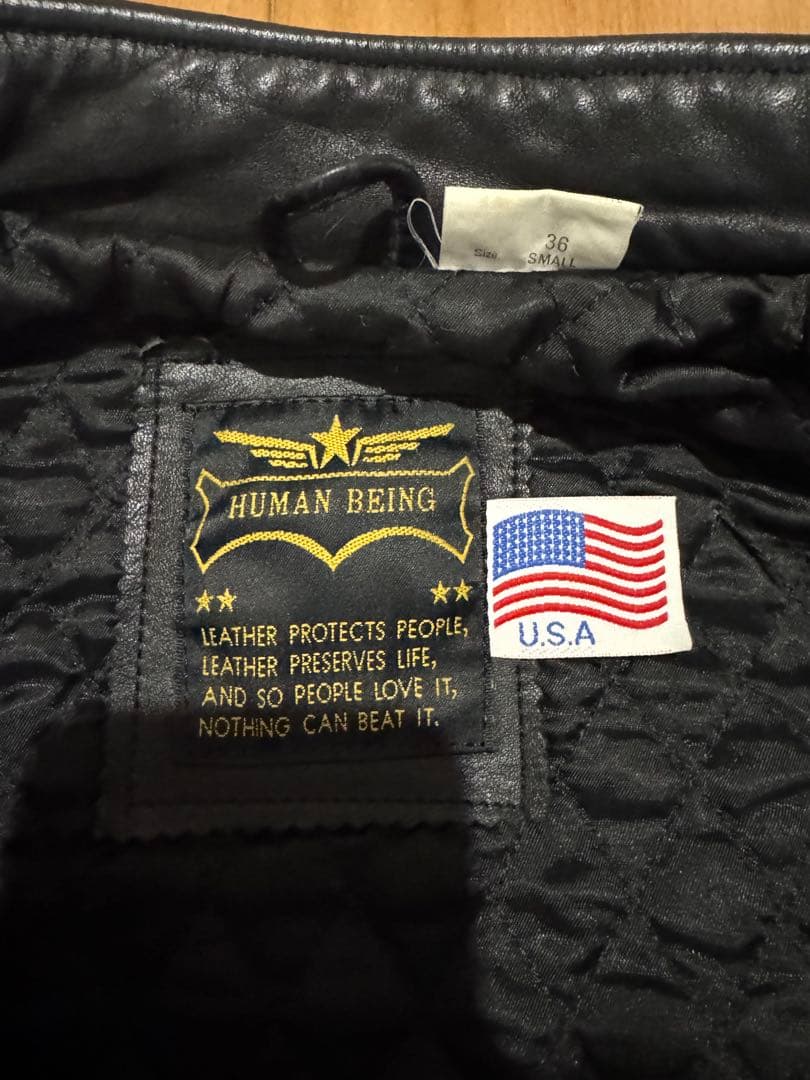 36
Size SMALL
HUMAN BEING
U.S.A
LEATHER PROTECTS PEOPLE,
LEATHER PRESERVES LIFE,
AND SO PEOPLE LOVE IT,
NOTHING CAN BEAT IT.